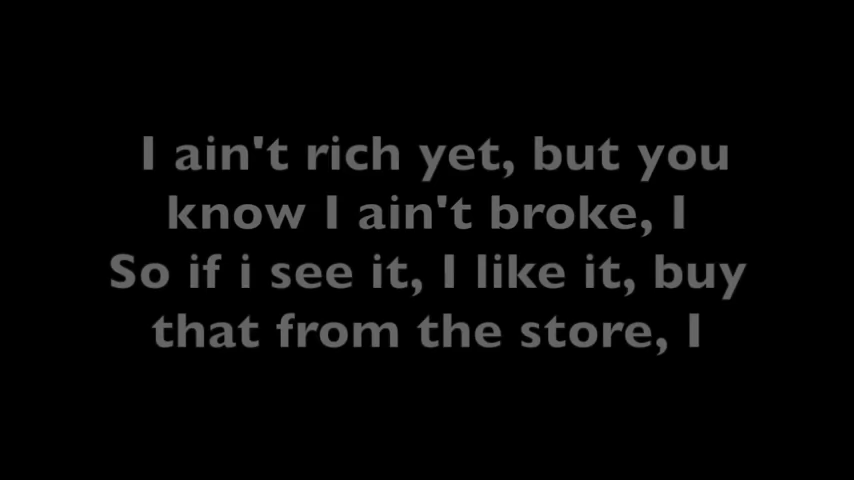 I ain't rich yet, but you
know I ain't broke, I
So if i see it, I like it, buy
that from the store, I